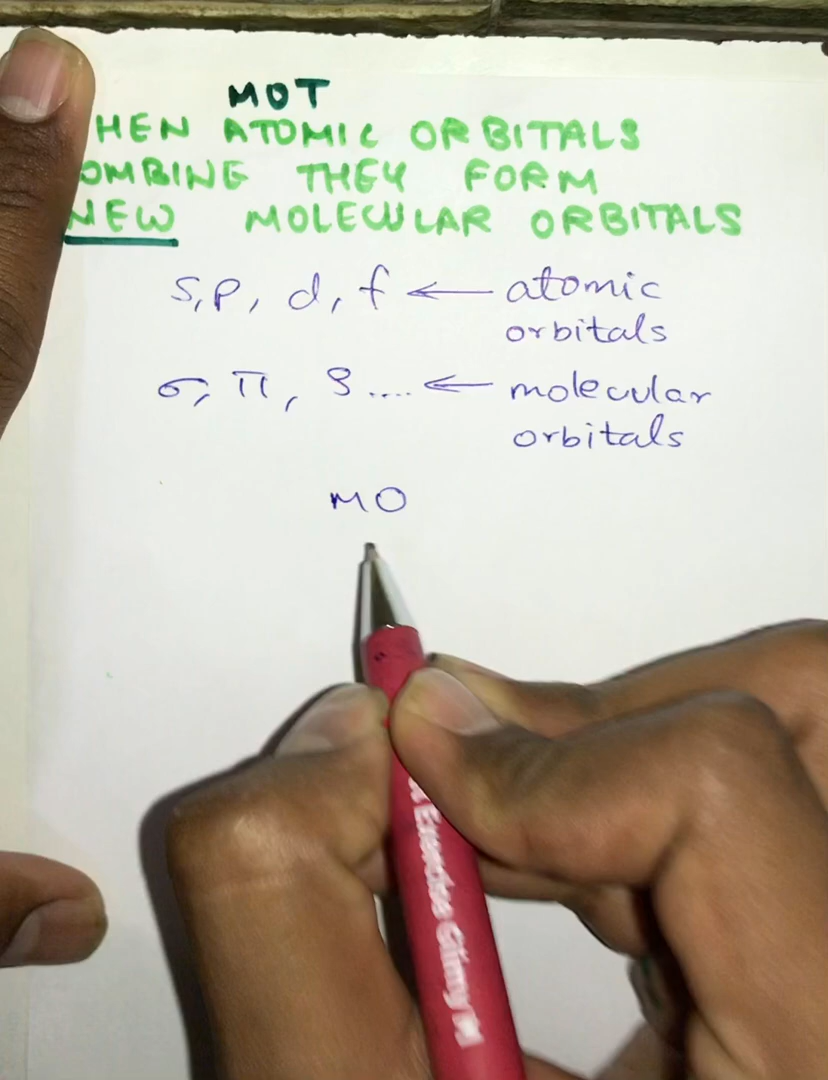 MOT
HEN ATOMIC ORBITALS
OMBINE THEY FORM
NEW MOLECULAR ORBITALS
s, p, d, f ← atomic
orbitals
σ, π, δ.... ← molecular
orbitals
MO